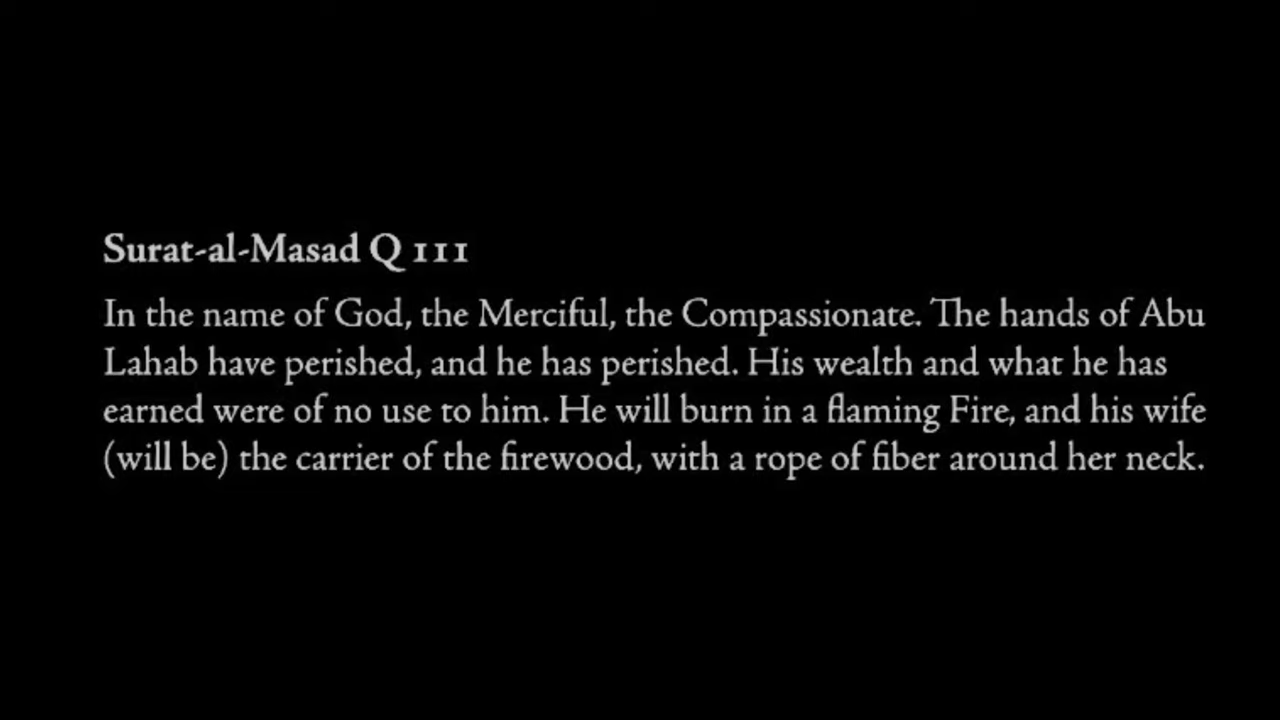 Surat-al-Masad Q 111
In the name of God, the Merciful, the Compassionate. The hands of Abu
Lahab have perished, and he has perished. His wealth and what he has
earned were of no use to him. He will burn in a flaming Fire, and his wife
(will be) the carrier of the firewood, with a rope of fiber around her neck.